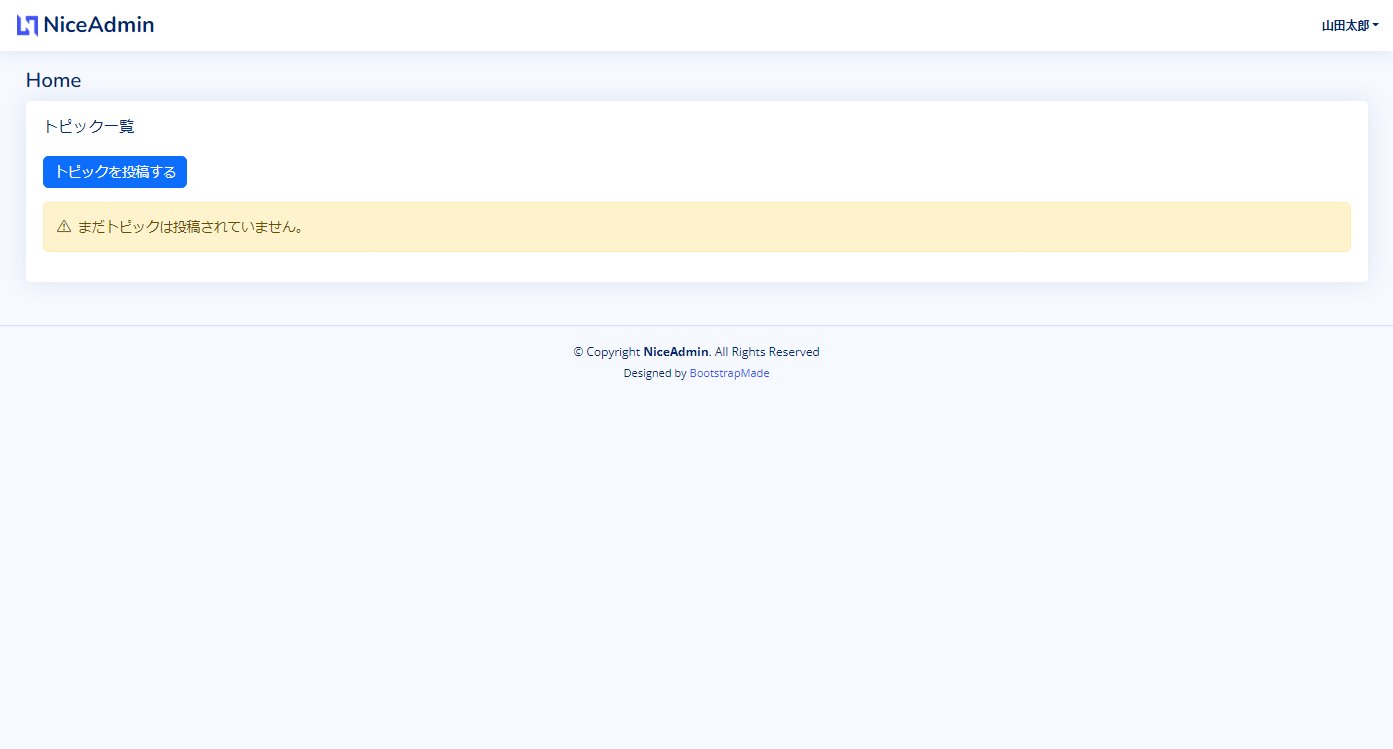 NiceAdmin
山田太郎
Home
トピック一覧
トピックを投稿する
まだトピックは投稿されていません。
© Copyright NiceAdmin. All Rights Reserved
Designed by BootstrapMade